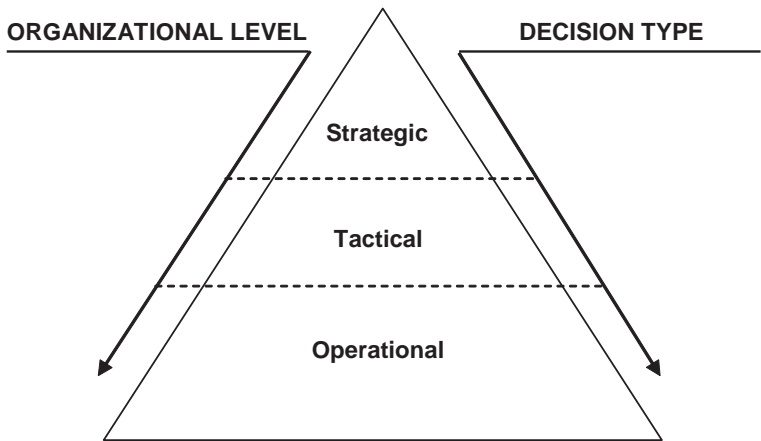 ORGANIZATIONAL LEVEL
DECISION TYPE
Strategic
Tactical
Operational